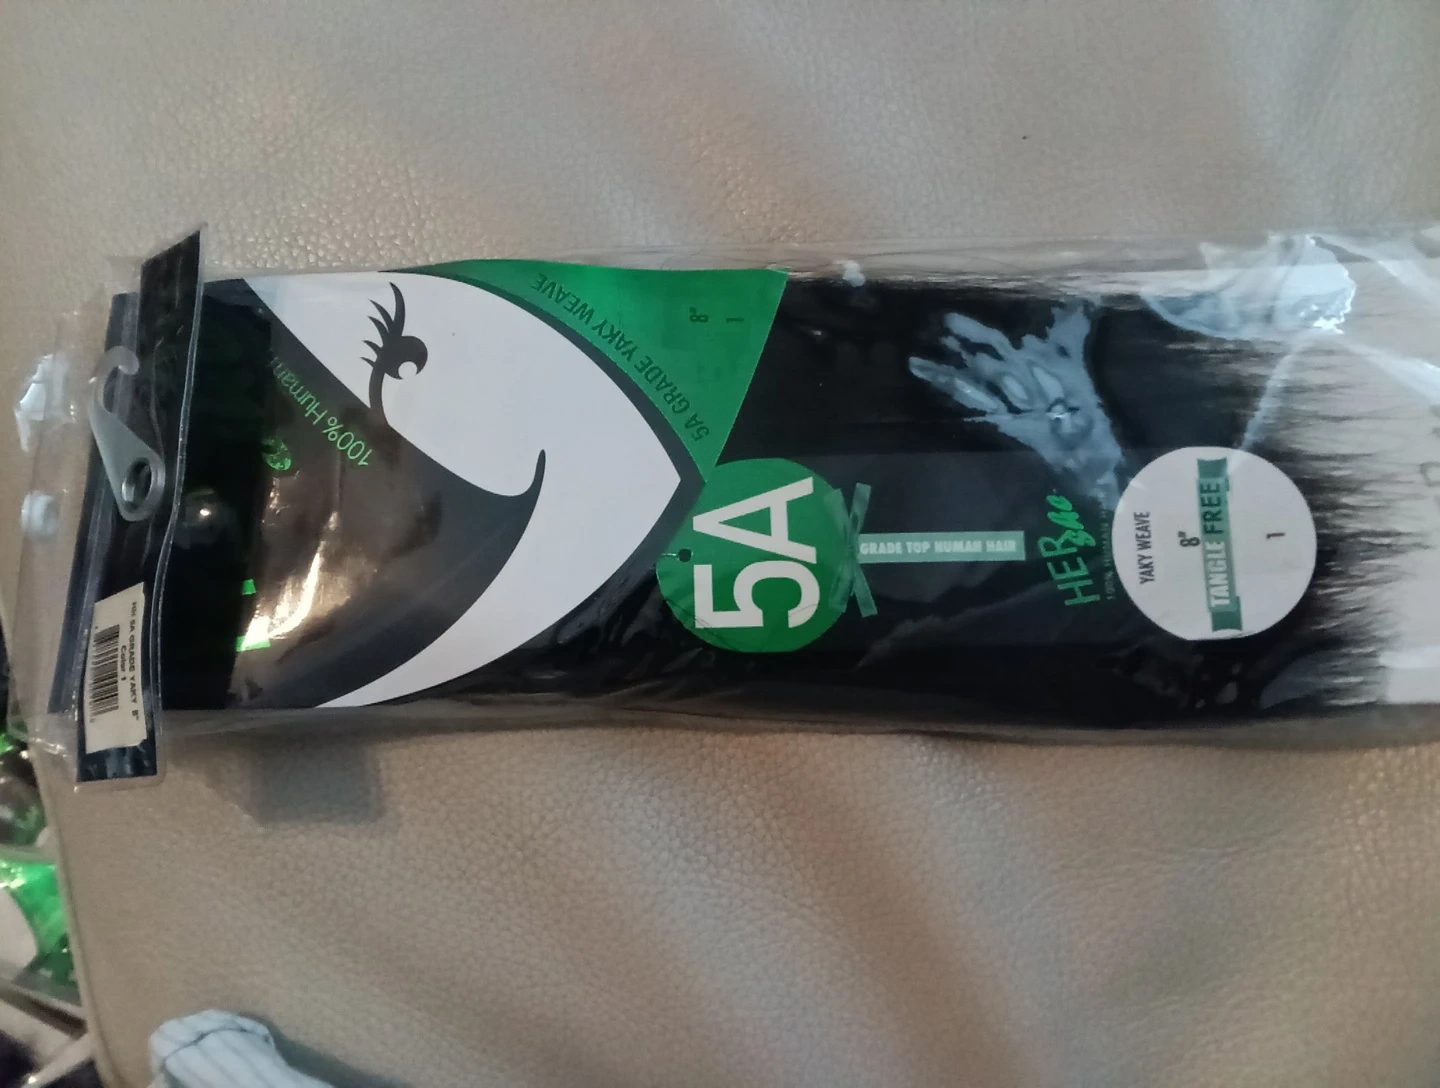 100% Human
5A GRADE YAKY WEAVE
8"
1
5A
GRADE TOP HUMAN HAIR
HER
YAKY WEAVE
8"
TANGLE FREE
1
5A GRADE YAKY 8"
Color 1